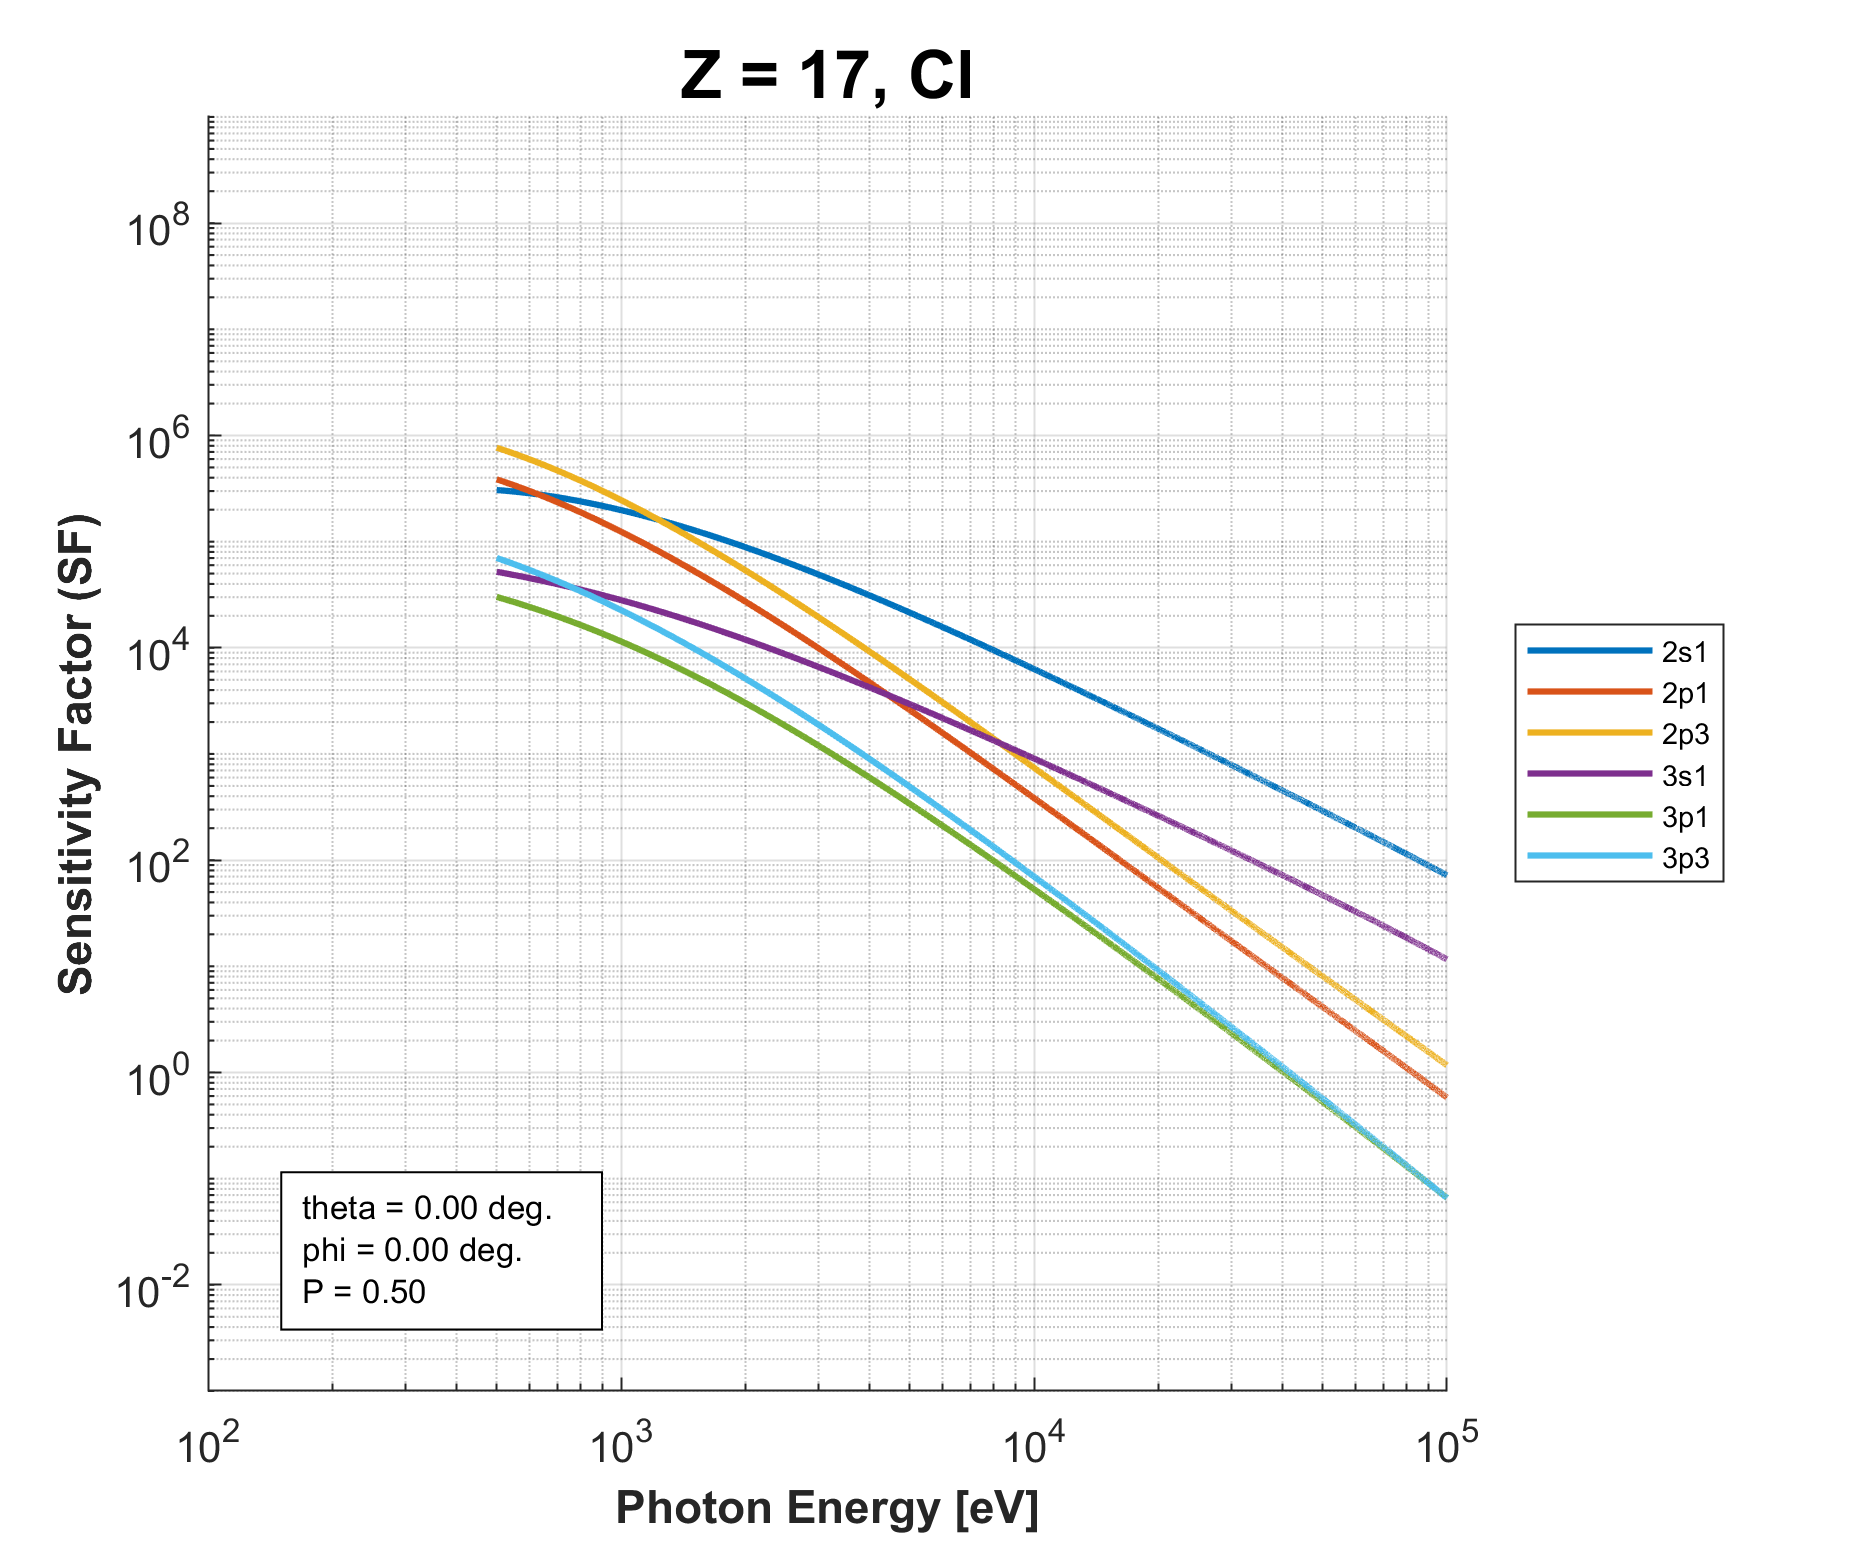 Z = 17, Cl
10^8
10^6
10^4
10^2
10^0
10^-2
Sensitivity Factor (SF)
theta = 0.00 deg.
phi = 0.00 deg.
P = 0.50
10^2 10^3 10^4 10^5
Photon Energy [eV]
2s1
2p1
2p3
3s1
3p1
3p3